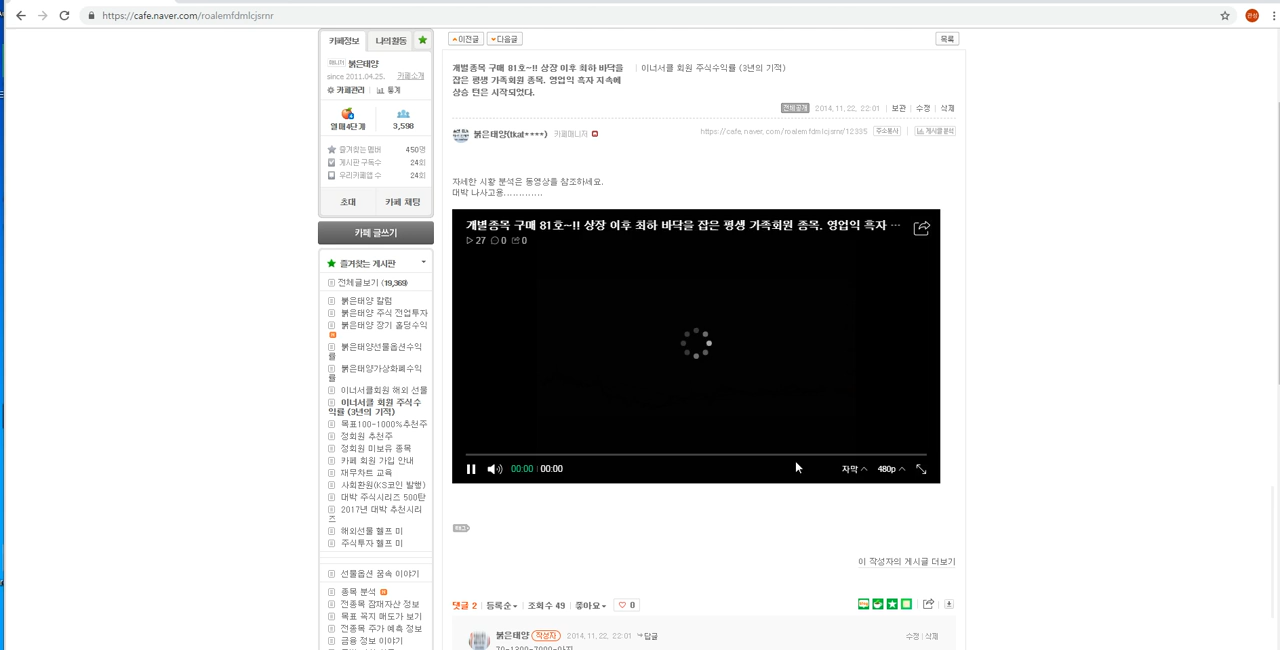 https://cafe.naver.com/roalemfdmlcjsrnr
카페정보 나의활동
매니저 붉은태양
since 2011.04.25. 카페소개
카페관리 통계
열매4단계 3,598
즐겨찾는 멤버 450명
게시판 구독수 24회
우리카페앱 수 24회
초대 카페 채팅
카페 글쓰기
즐겨찾는 게시판
전체글보기 (19,369)
붉은태양 칼럼
붉은태양 주식 전업투자
붉은태양 장기 홀딩수익
붉은태양선물옵션수익
률
붉은태양가상화폐수익
률
이너서클회원 해외 선물
이너서클 회원 주식수
익률 (3년의 기적)
목표100-1000%추천주
정회원 추천주
정회원 미보유 종목
카페 회원 가입 안내
재무차트 교육
사회환원(KS코인 발행)
대박 주식시리즈 500탄
2017년 대박 추천시리
즈
해외선물 헬프 미
주식투자 헬프 미
선물옵션 꿈속 이야기
종목 분석
전종목 잠재자산 정보
목표 꼭지 매도가 보기
전종목 주가 예측 정보
금융 정보 이야기
이전글 다음글 목록
개별종목 구매 81호~!! 상장 이후 최하 바닥을
잡은 평생 가족회원 종목. 영업익 흑자 지속에
상승 턴은 시작되었다.
이너서클 회원 주식수익률 (3년의 기적)
전체공개 2014.11.22. 22:01 보관 수정 삭제
붉은태양(tkat****) 카페매니저
https://cafe.naver.com/roalemfdmlcjsrnr/12335 주소복사 게시글 분석
자세한 시황 분석은 동영상을 참조하세요.
대박 나사고용.............
개별종목 구매 81호~!! 상장 이후 최하 바닥을 잡은 평생 가족회원 종목. 영업익 흑자 ...
27 0 0
00:00 00:00 자막 480p
태그
이 작성자의 게시글 더보기
댓글 2 등록순 조회수 49 좋아요 0
붉은태양 작성자 2014.11.22. 22:01 답글 수정 삭제